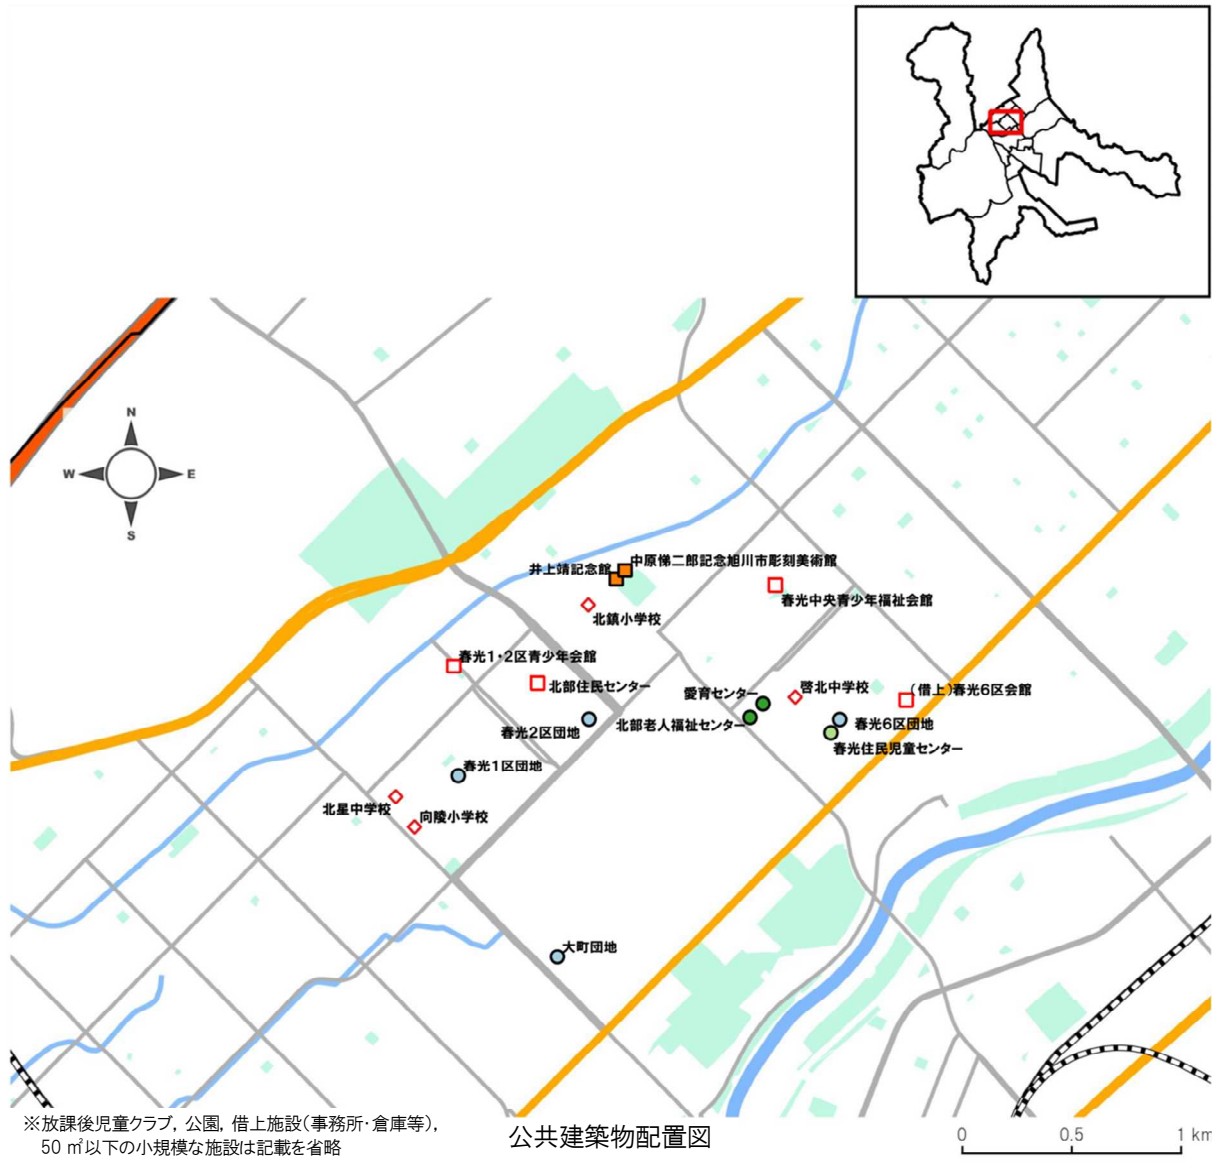 N
W
E
S
中原悌二郎記念旭川市彫刻美術館
井上靖記念館
春光中央青少年福祉会館
北鎮小学校
春光1・2区青少年会館
北部住民センター
愛育センター
啓北中学校
(借上)春光6区会館
春光2区団地
北部老人福祉センター
春光6区団地
春光住民児童センター
春光1区団地
北星中学校
向陵小学校
大町団地
※放課後児童クラブ，公園，借上施設(事務所・倉庫等)，
50 ㎡以下の小規模な施設は記載を省略
公共建築物配置図
0 0.5 1 km